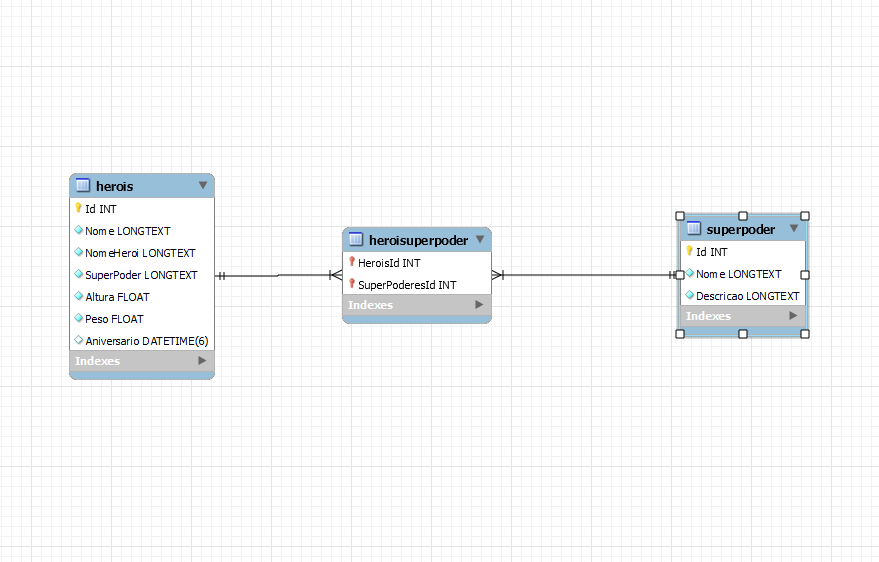 herois
Id INT
Nome LONGTEXT
NomeHeroi LONGTEXT
SuperPoder LONGTEXT
Altura FLOAT
Peso FLOAT
Aniversario DATETIME(6)
Indexes
heroisuperpoder
HeroisId INT
SuperPoderesId INT
Indexes
superpoder
Id INT
Nome LONGTEXT
Descricao LONGTEXT
Indexes